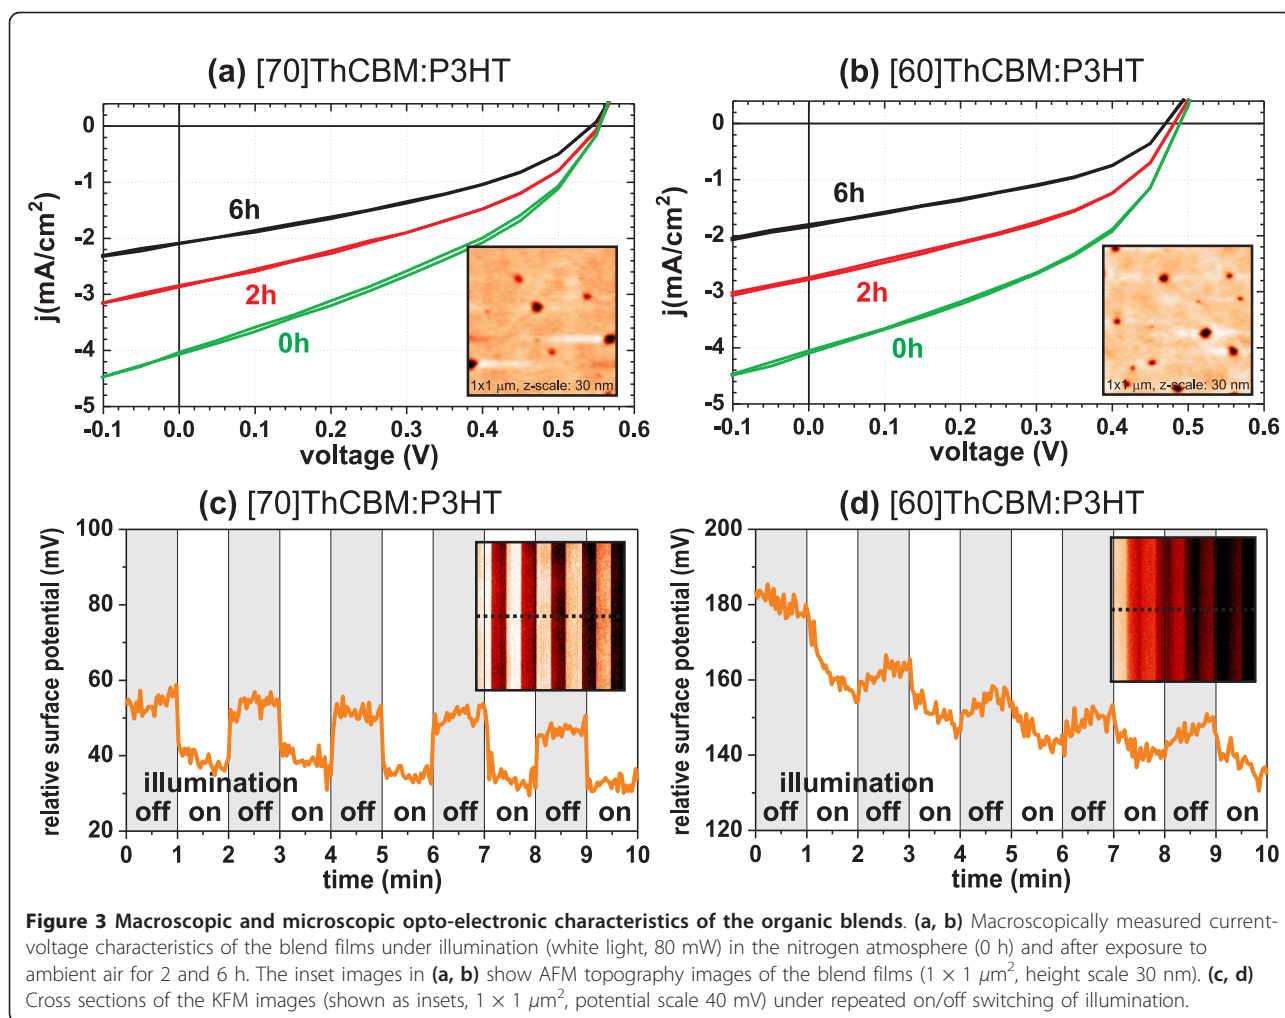 (a) [70]ThCBM:P3HT
(b) [60]ThCBM:P3HT
0
-1
-2
-3
-4
-5
j(mA/cm²)
6h
2h
0h
1x1 µm, z-scale: 30 nm
-0.1 0.0 0.1 0.2 0.3 0.4 0.5 0.6
voltage (V)
0
-1
-2
-3
-4
-5
j(mA/cm²)
6h
2h
0h
1x1 µm, z-scale: 30 nm
-0.1 0.0 0.1 0.2 0.3 0.4 0.5 0.6
voltage (V)
(c) [70]ThCBM:P3HT
(d) [60]ThCBM:P3HT
100
80
60
40
20
relative surface potential (mV)
illumination
off on off on off on off on off on
0 1 2 3 4 5 6 7 8 9 10
time (min)
200
180
160
140
120
relative surface potential (mV)
illumination
off on off on off on off on off on
0 1 2 3 4 5 6 7 8 9 10
time (min)
Figure 3 Macroscopic and microscopic opto-electronic characteristics of the organic blends. (a, b) Macroscopically measured current-
voltage characteristics of the blend films under illumination (white light, 80 mW) in the nitrogen atmosphere (0 h) and after exposure to
ambient air for 2 and 6 h. The inset images in (a, b) show AFM topography images of the blend films (1 × 1 µm², height scale 30 nm). (c, d)
Cross sections of the KFM images (shown as insets, 1 × 1 µm², potential scale 40 mV) under repeated on/off switching of illumination.